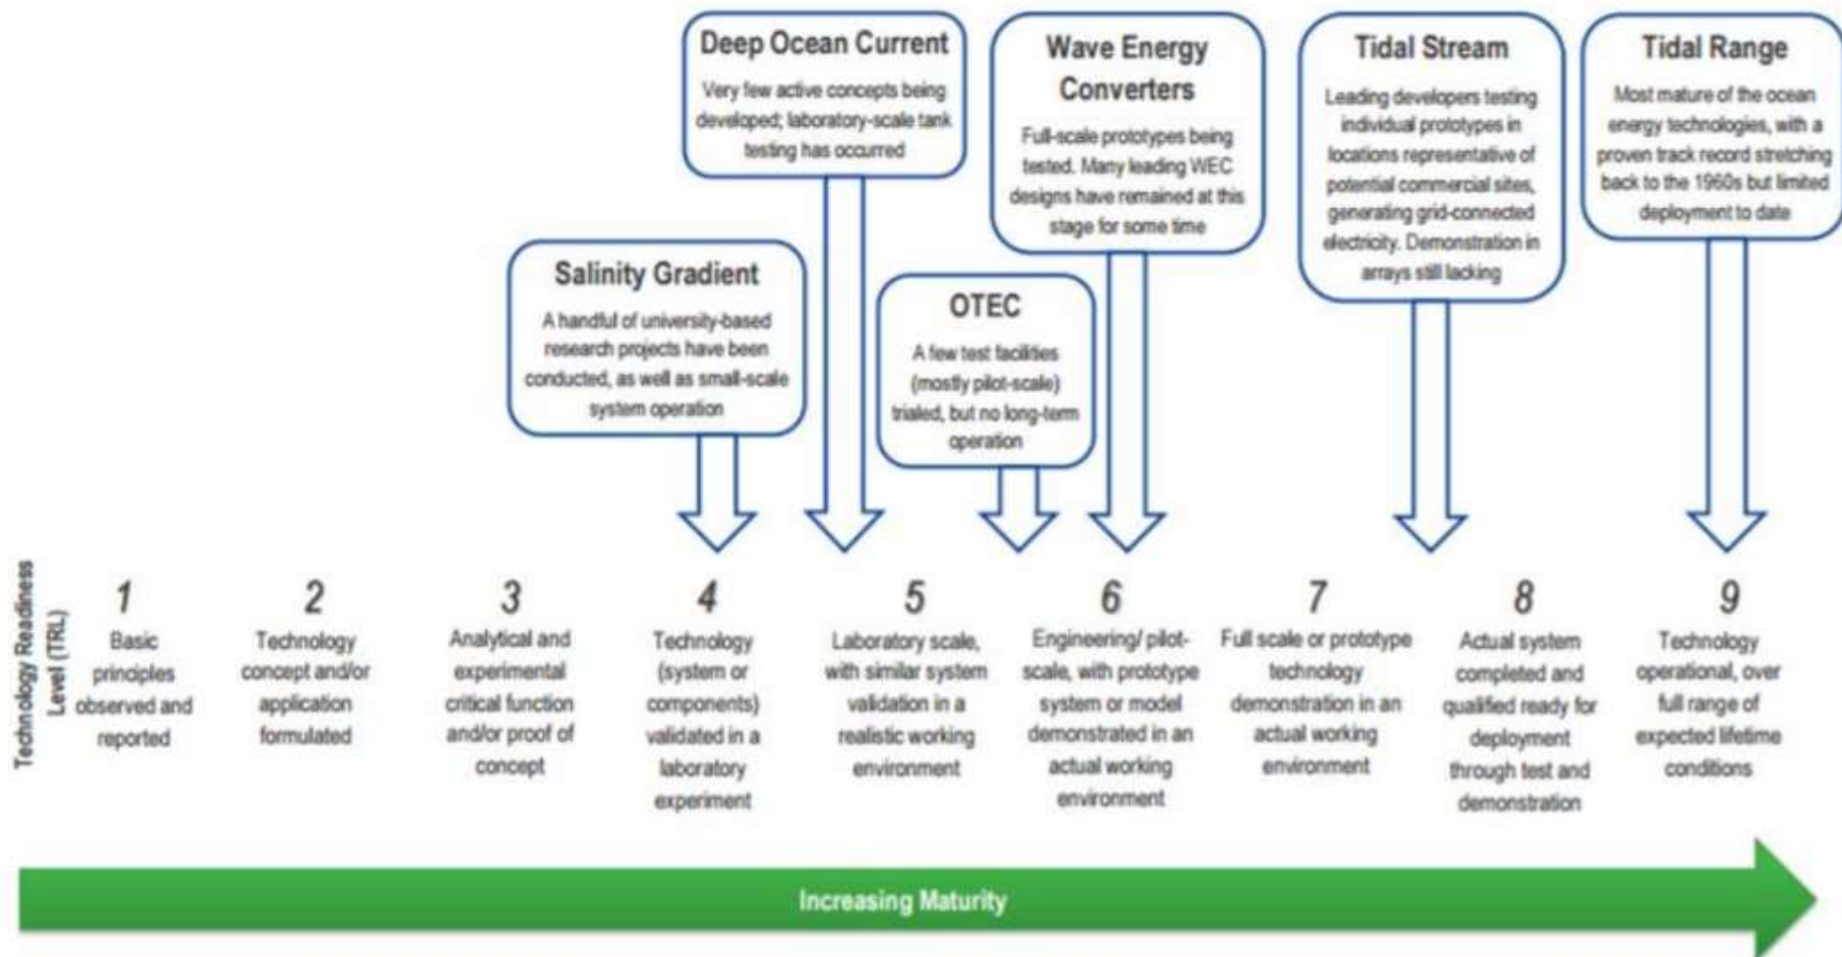 Deep Ocean Current
Very few active concepts being
developed; laboratory-scale tank
testing has occurred
Wave Energy
Converters
Full-scale prototypes being
tested. Many leading WEC
designs have remained at this
stage for some time
Tidal Stream
Leading developers testing
individual prototypes in
locations representative of
potential commercial sites,
generating grid-connected
electricity. Demonstration in
arrays still lacking
Tidal Range
Most mature of the ocean
energy technologies, with a
proven track record stretching
back to the 1960s but limited
deployment to date
Salinity Gradient
A handful of university-based
research projects have been
conducted, as well as small-scale
system operation
OTEC
A few test facilities
(mostly pilot-scale)
trialed, but no long-term
operation
Technology Readiness
Level (TRL)
1
Basic
principles
observed and
reported
2
Technology
concept and/or
application
formulated
3
Analytical and
experimental
critical function
and/or proof of
concept
4
Technology
(system or
components)
validated in a
laboratory
experiment
5
Laboratory scale,
with similar system
validation in a
realistic working
environment
6
Engineering/ pilot-
scale, with prototype
system or model
demonstrated in an
actual working
environment
7
Full scale or prototype
technology
demonstration in an
actual working
environment
8
Actual system
completed and
qualified ready for
deployment
through test and
demonstration
9
Technology
operational, over
full range of
expected lifetime
conditions
Increasing Maturity